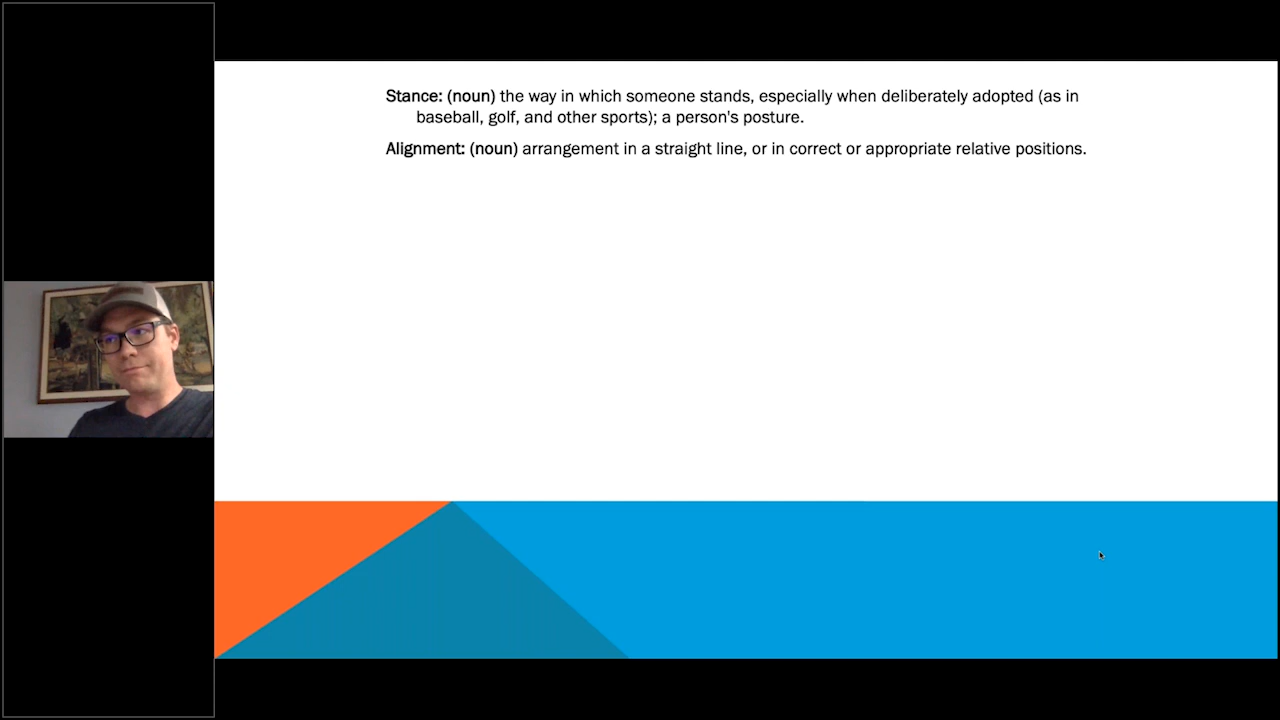 Stance: (noun) the way in which someone stands, especially when deliberately adopted (as in
baseball, golf, and other sports); a person's posture.
Alignment: (noun) arrangement in a straight line, or in correct or appropriate relative positions.